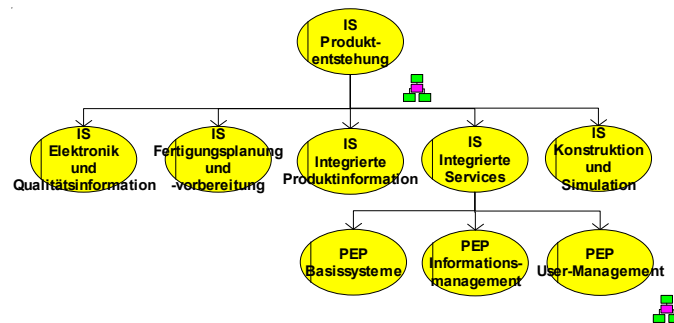 IS
Produkt-
entstehung
IS
Elektronik
und
Qualitätsinformation
IS
Fertigungsplanung
und
-vorbereitung
IS
Integrierte
Produktinformation
IS
Integrierte
Services
IS
Konstruktion
und
Simulation
PEP
Basissysteme
PEP
Informations-
management
PEP
User-Management